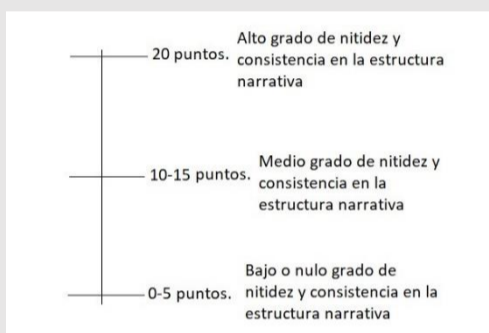 Alto grado de nitidez y
20 puntos. consistencia en la estructura
narrativa
Medio grado de nitidez y
10-15 puntos. consistencia en la
estructura narrativa
Bajo o nulo grado de
0-5 puntos. nitidez y consistencia en la
estructura narrativa